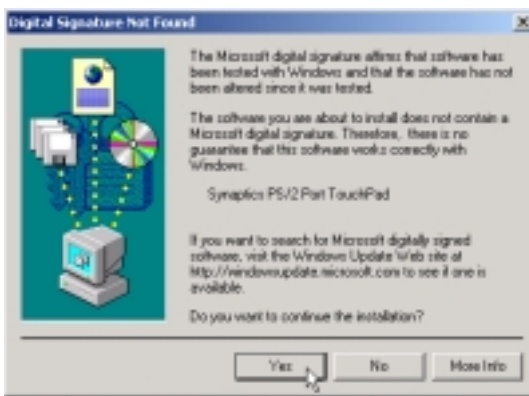 Digital Signature Not Found
The Microsoft digital signature affirms that software has
been tested with Windows and that the software has not
been altered since it was tested.
The software you are about to install does not contain a
Microsoft digital signature. Therefore, there is no
guarantee that this software works correctly with
Windows.
Synaptics PS/2 Port TouchPad
If you want to search for Microsoft digitally signed
software, visit the Windows Update Web site at
http://windowsupdate.microsoft.com to see if one is
available.
Do you want to continue the installation?
Yes
No
More Info